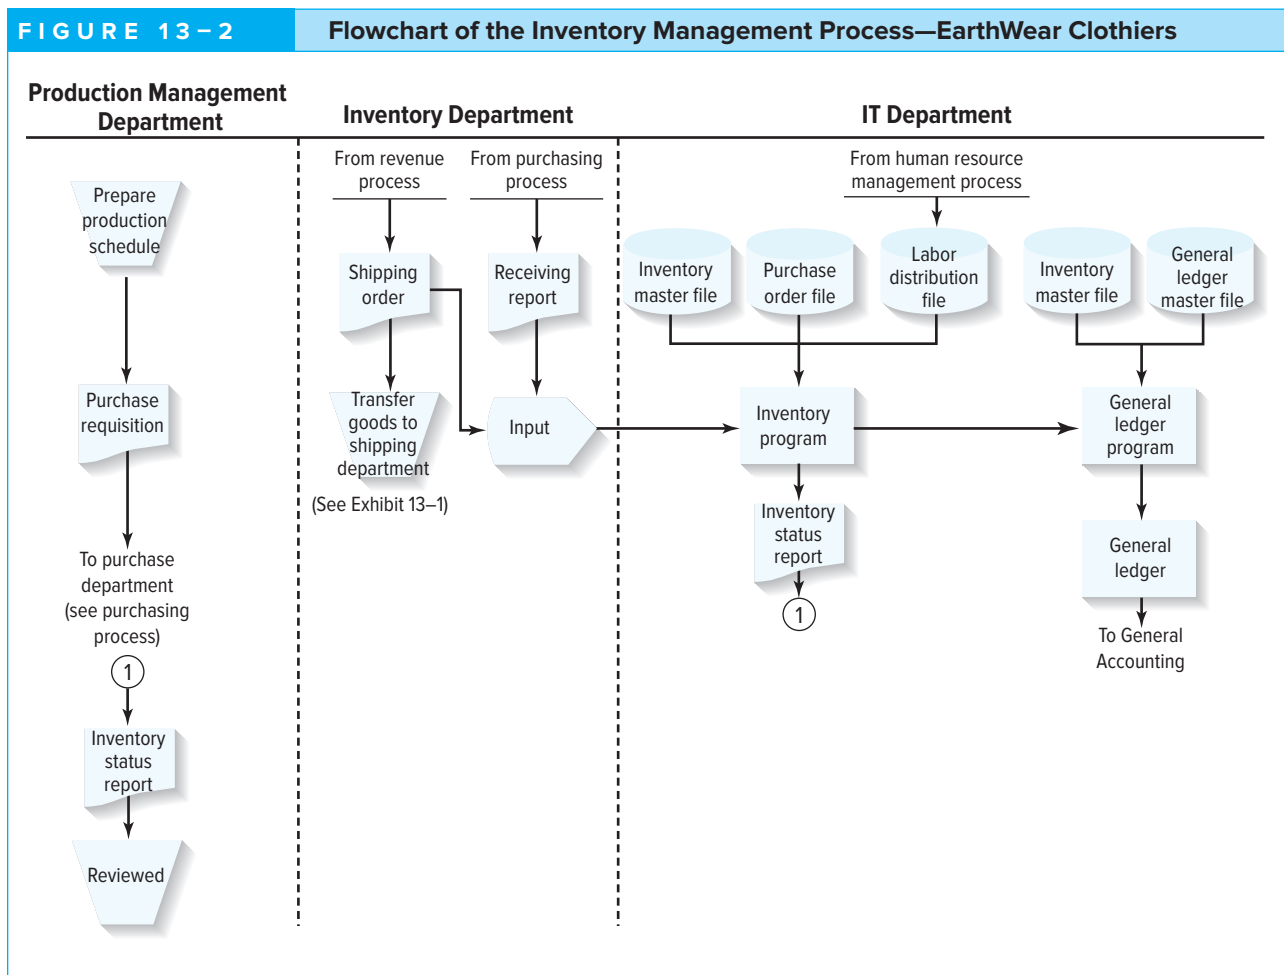 FIGURE 13–2
Flowchart of the Inventory Management Process—EarthWear Clothiers
Production Management
Department
Inventory Department
IT Department
Prepare
production
schedule
Purchase
requisition
To purchase
department
(see purchasing
process)
1
Inventory
status
report
Reviewed
From revenue
process
Shipping
order
Transfer
goods to
shipping
department
(See Exhibit 13–1)
From purchasing
process
Receiving
report
Input
From human resource
management process
Inventory
master file
Purchase
order file
Labor
distribution
file
Inventory
program
Inventory
status
report
1
Inventory
master file
General
ledger
master file
General
ledger
program
General
ledger
To General
Accounting